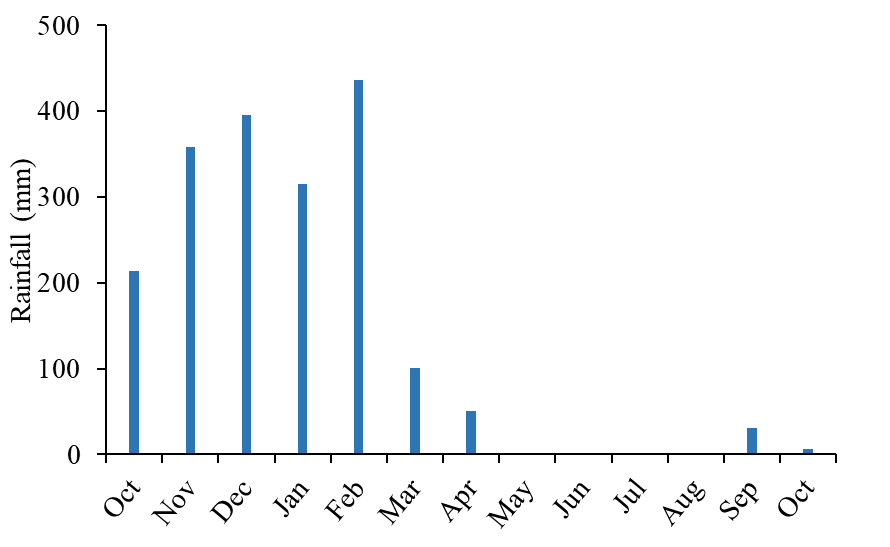 500
400
300
200
100
0
Rainfall (mm)
Oct
Nov
Dec
Jan
Feb
Mar
Apr
May
Jun
Jul
Aug
Sep
Oct